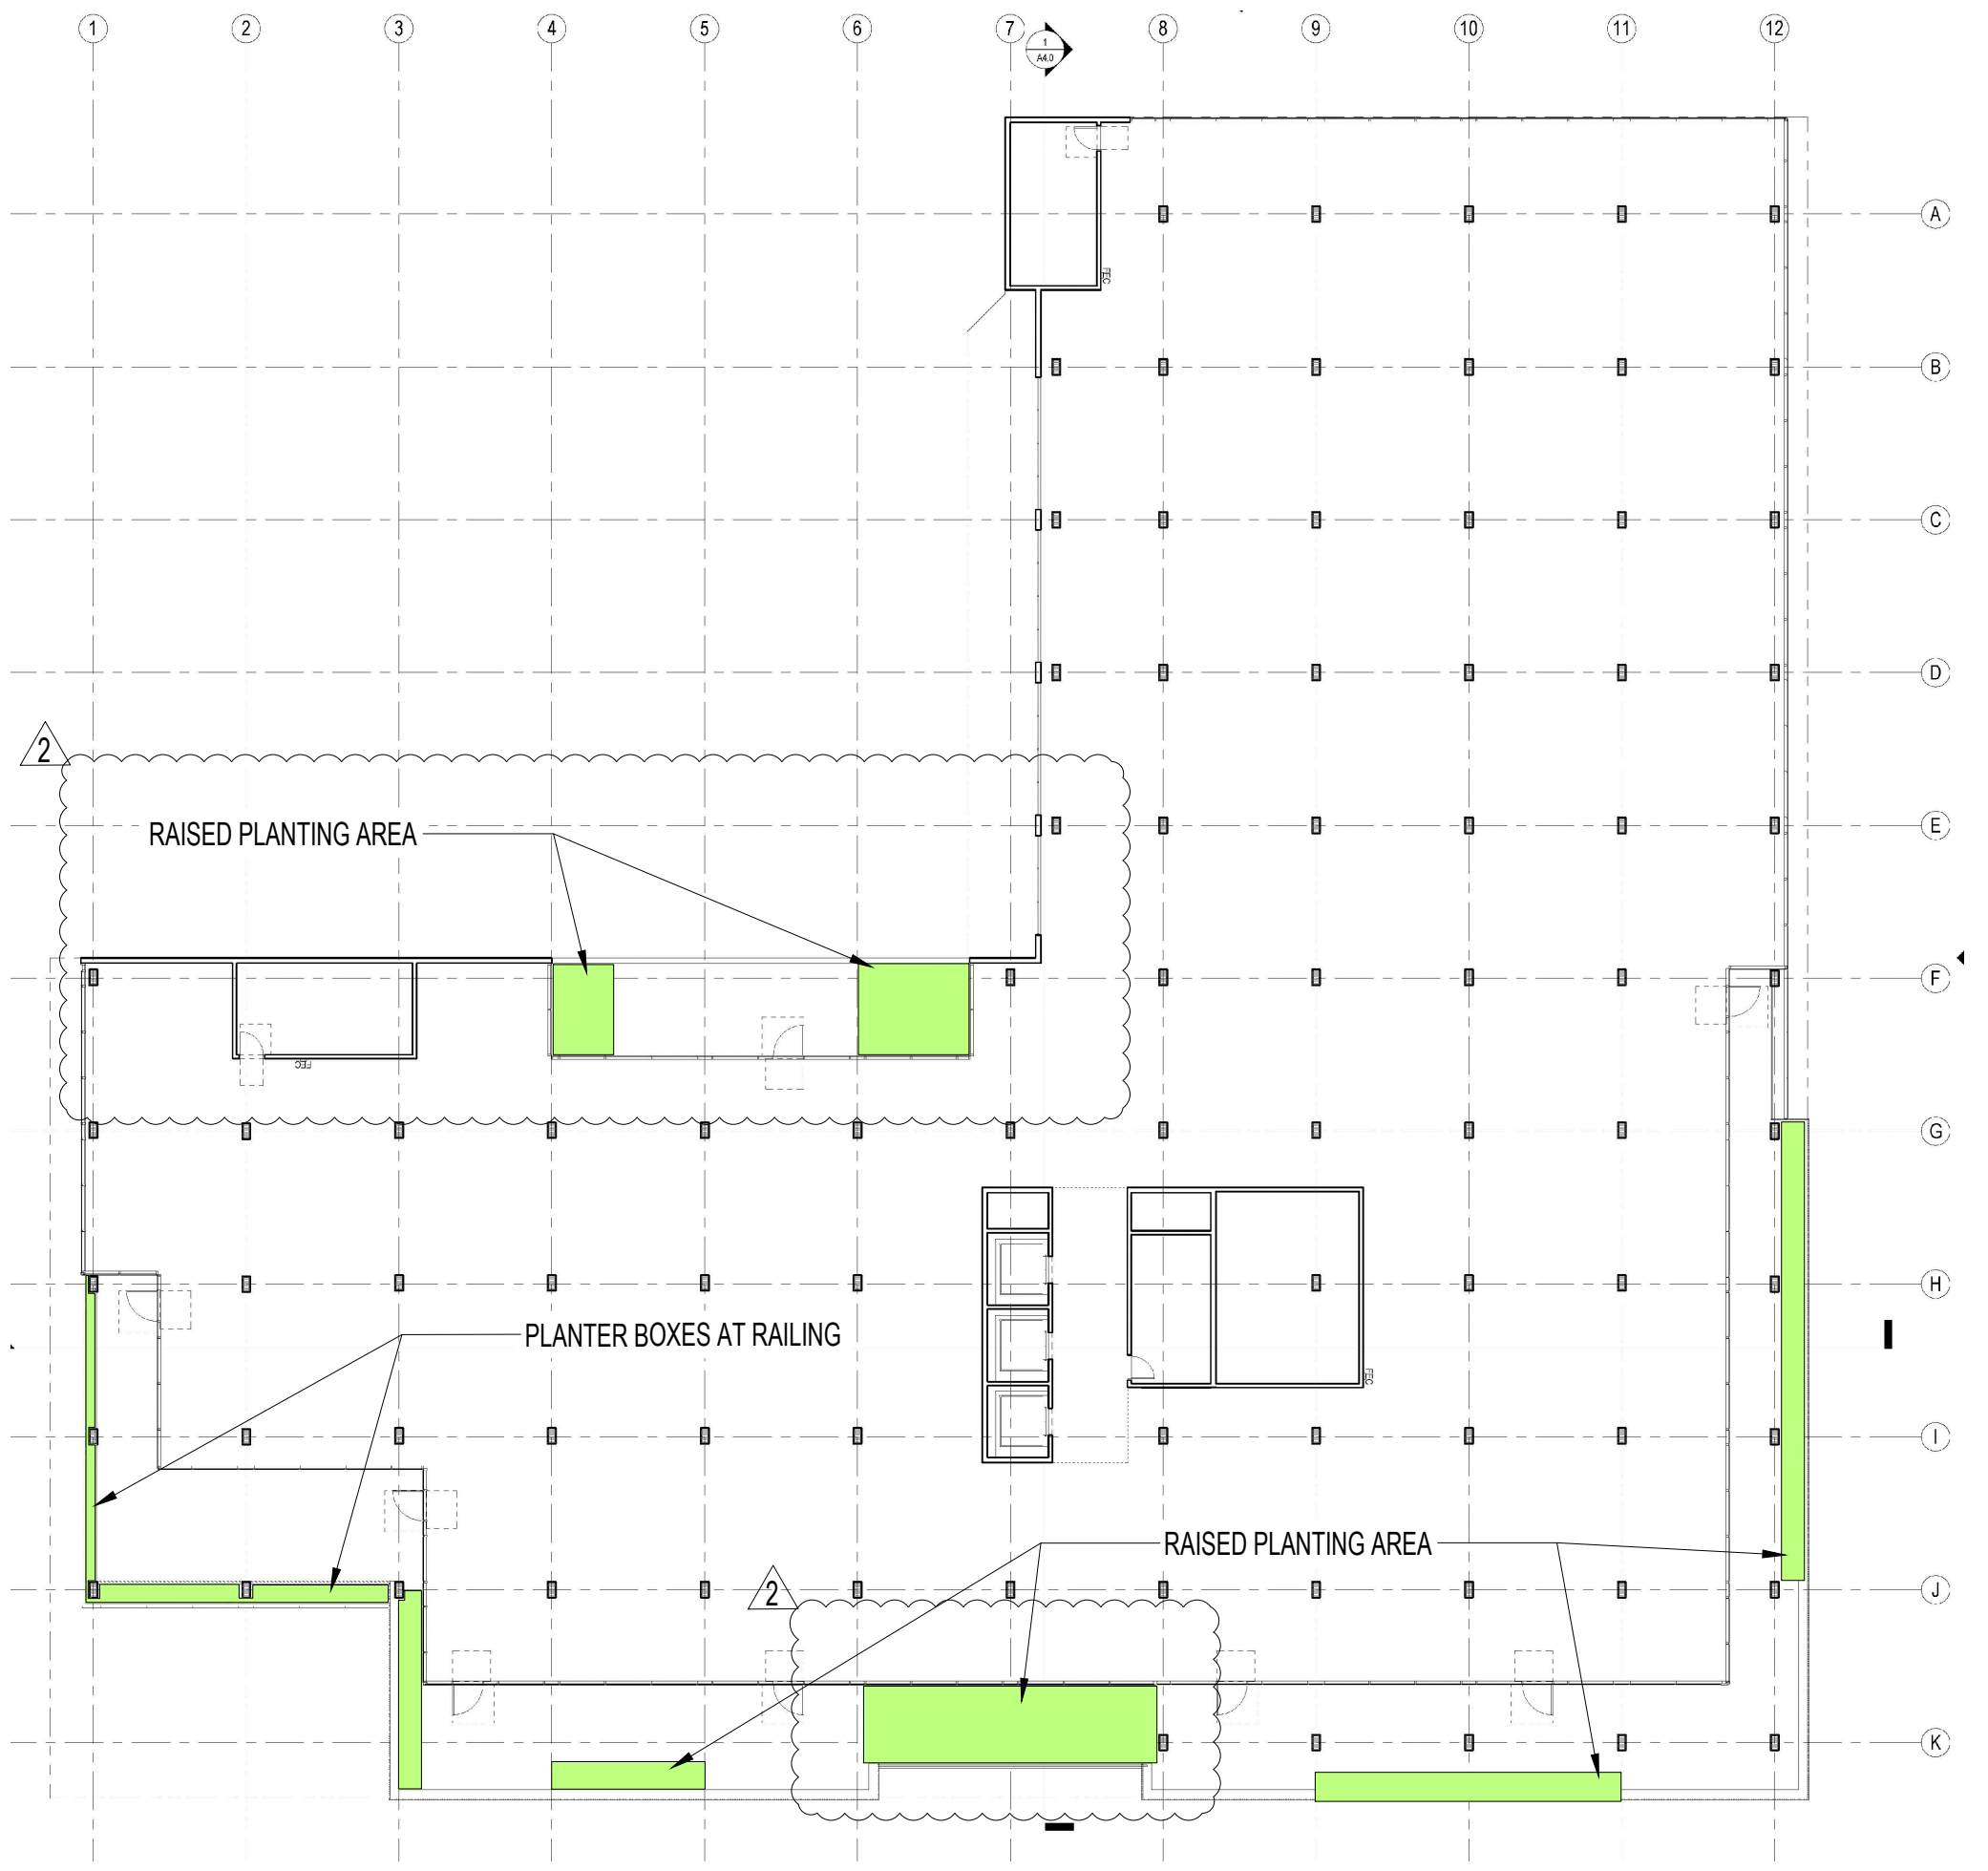 1 2 3 4 5 6 7 8 9 10 11 12
1
A4.0
A
FEC
B
C
D
2
E
RAISED PLANTING AREA
F
FEC
G
H
PLANTER BOXES AT RAILING
FEC
I
RAISED PLANTING AREA
J
2
K